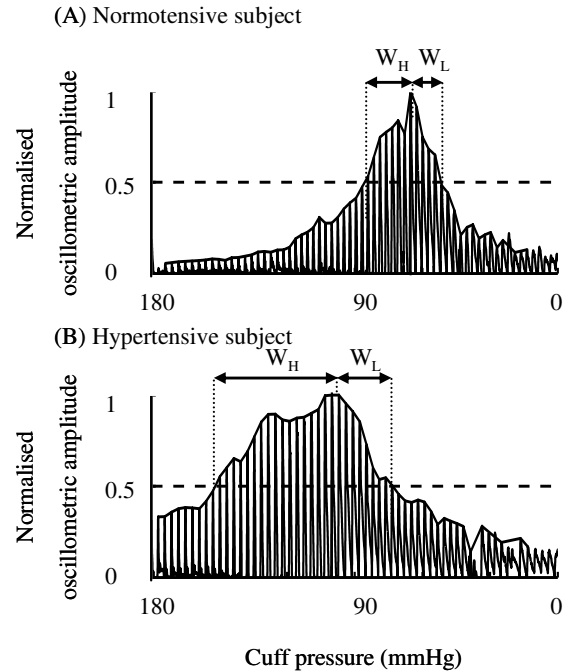 (A) Normotensive subject
W_H W_L
1
0.5
0
Normalised
oscillometric amplitude
180 90 0
(B) Hypertensive subject
W_H W_L
1
0.5
0
Normalised
oscillometric amplitude
180 90 0
Cuff pressure (mmHg)